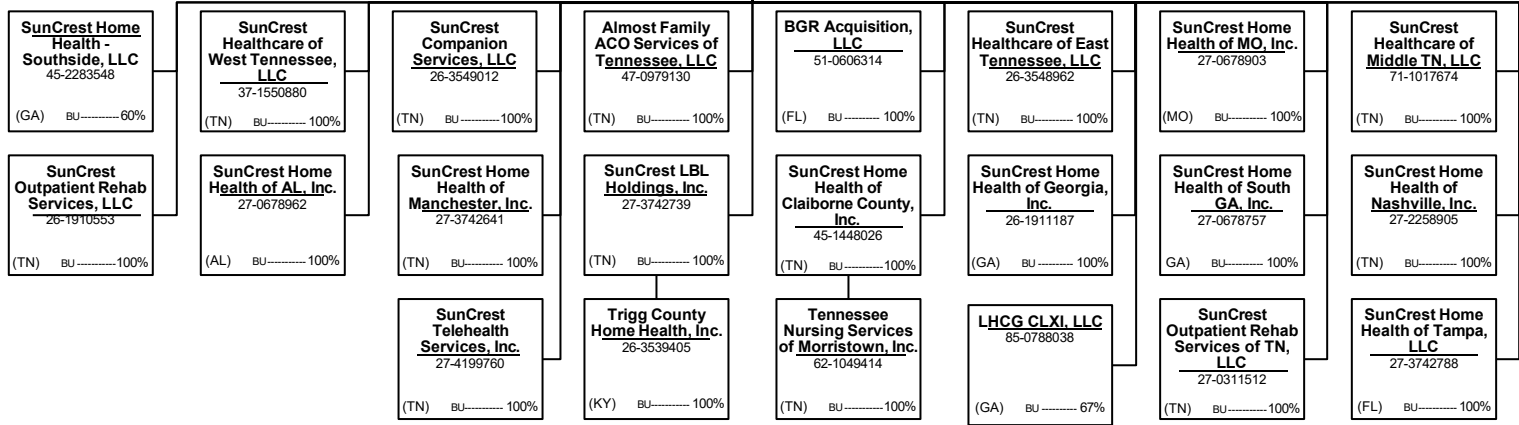 SunCrest Home
Health -
Southside, LLC
45-2283548
(GA) BU-----------60%
SunCrest
Healthcare of
West Tennessee,
LLC
37-1550880
(TN) BU---------- 100%
SunCrest
Companion
Services, LLC
26-3549012
(TN) BU-----------100%
Almost Family
ACO Services of
Tennessee, LLC
47-0979130
(TN) BU---------- 100%
BGR Acquisition,
LLC
51-0606314
(FL) BU ---------- 100%
SunCrest
Healthcare of East
Tennessee, LLC
26-3548962
(TN) BU---------- 100%
SunCrest Home
Health of MO, Inc.
27-0678903
(MO) BU---------- 100%
SunCrest
Healthcare of
Middle TN, LLC
71-1017674
(TN) BU---------- 100%
SunCrest
Outpatient Rehab
Services, LLC
26-1910553
(TN) BU -----------100%
SunCrest Home
Health of AL, Inc.
27-0678962
(AL) BU---------- 100%
SunCrest Home
Health of
Manchester, Inc.
27-3742641
(TN) BU---------- 100%
SunCrest LBL
Holdings, Inc.
27-3742739
(TN) BU---------- 100%
SunCrest Home
Health of
Claiborne County,
Inc.
45-1448026
(TN) BU-----------100%
SunCrest Home
Health of Georgia,
Inc.
26-1911187
(GA) BU---------- 100%
SunCrest Home
Health of South
GA, Inc.
27-0678757
GA) BU---------- 100%
SunCrest Home
Health of
Nashville, Inc.
27-2258905
(TN) BU---------- 100%
SunCrest
Telehealth
Services, Inc.
27-4199760
(TN) BU---------- 100%
Trigg County
Home Health, Inc.
26-3539405
(KY) BU----------- 100%
Tennessee
Nursing Services
of Morristown, Inc.
62-1049414
(TN) BU---------- 100%
LHCG CLXI, LLC
85-0788038
(GA) BU ---------- 67%
SunCrest
Outpatient Rehab
Services of TN,
LLC
27-0311512
(TN) BU---------- 100%
SunCrest Home
Health of Tampa,
LLC
27-3742788
(FL) BU---------- 100%